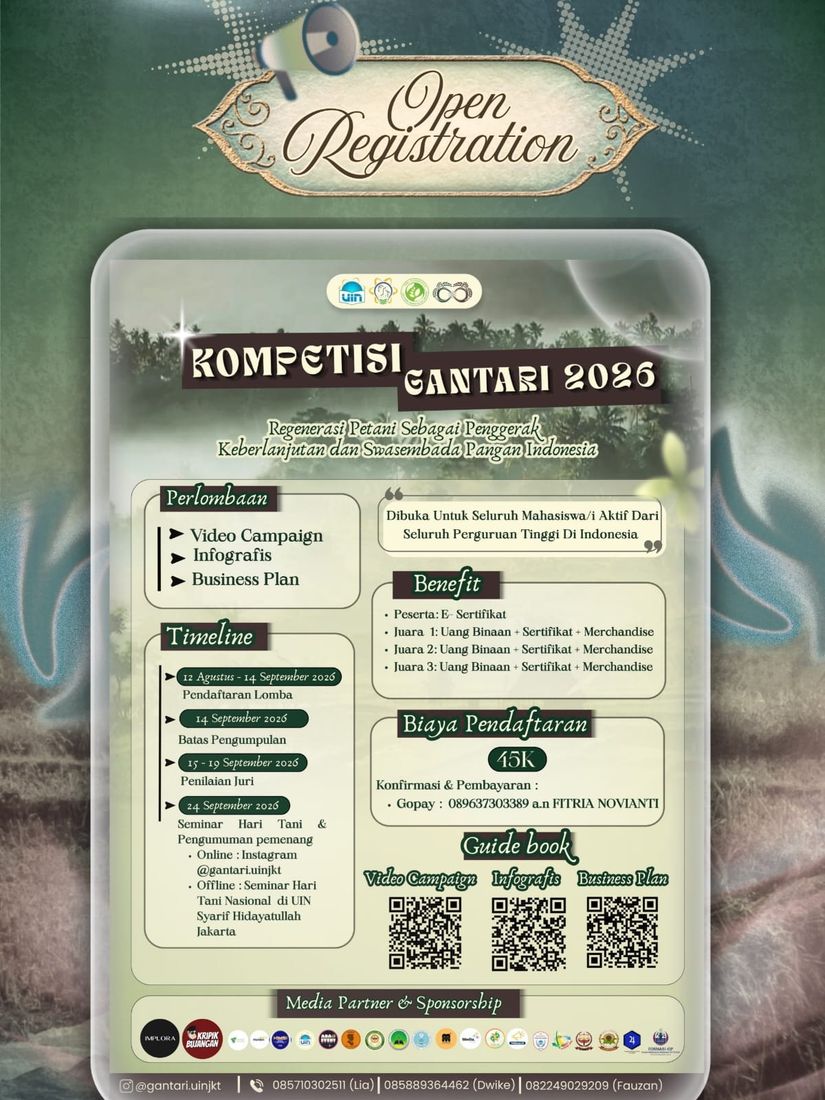 Open
Registration
uin
KOMPETISI
GANTARI 2026
Regenerasi Petani Sebagai Penggerak
Keberlanjutan dan Swasembada Pangan Indonesia
Perlombaan
Video Campaign
Infografis
Business Plan
Timeline
12 Agustus - 14 September 2026
Pendaftaran Lomba
14 September 2026
Batas Pengumpulan
15 - 19 September 2026
Penilaian Juri
24 September 2026
Seminar Hari Tani &
Pengumuman pemenang
• Online : Instagram
@gantari.uinjkt
• Offline : Seminar Hari
Tani Nasional di UIN
Syarif Hidayatullah
Jakarta
Dibuka Untuk Seluruh Mahasiswa/i Aktif Dari
Seluruh Perguruan Tinggi Di Indonesia
Benefit
• Peserta: E- Sertifikat
• Juara 1: Uang Binaan + Sertifikat + Merchandise
• Juara 2: Uang Binaan + Sertifikat + Merchandise
• Juara 3: Uang Binaan + Sertifikat + Merchandise
Biaya Pendaftaran
45K
Konfirmasi & Pembayaran :
• Gopay : 089637303389 a.n FITRIA NOVIANTI
Guide book
Video Campaign Infografis Business Plan
Media Partner & Sponsorship
IMPLORA
KRIPIK
BUJANGAN
@gantari.uinjkt | 085710302511 (Lia) | 085889364462 (Dwike) | 082249029209 (Fauzan)